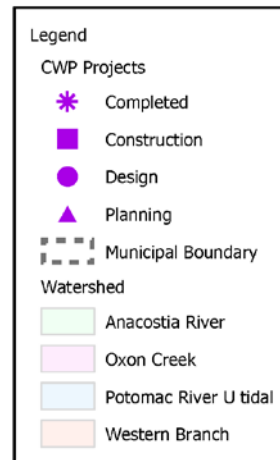 Legend
CWP Projects
Completed
Construction
Design
Planning
Municipal Boundary
Watershed
Anacostia River
Oxon Creek
Potomac River U tidal
Western Branch